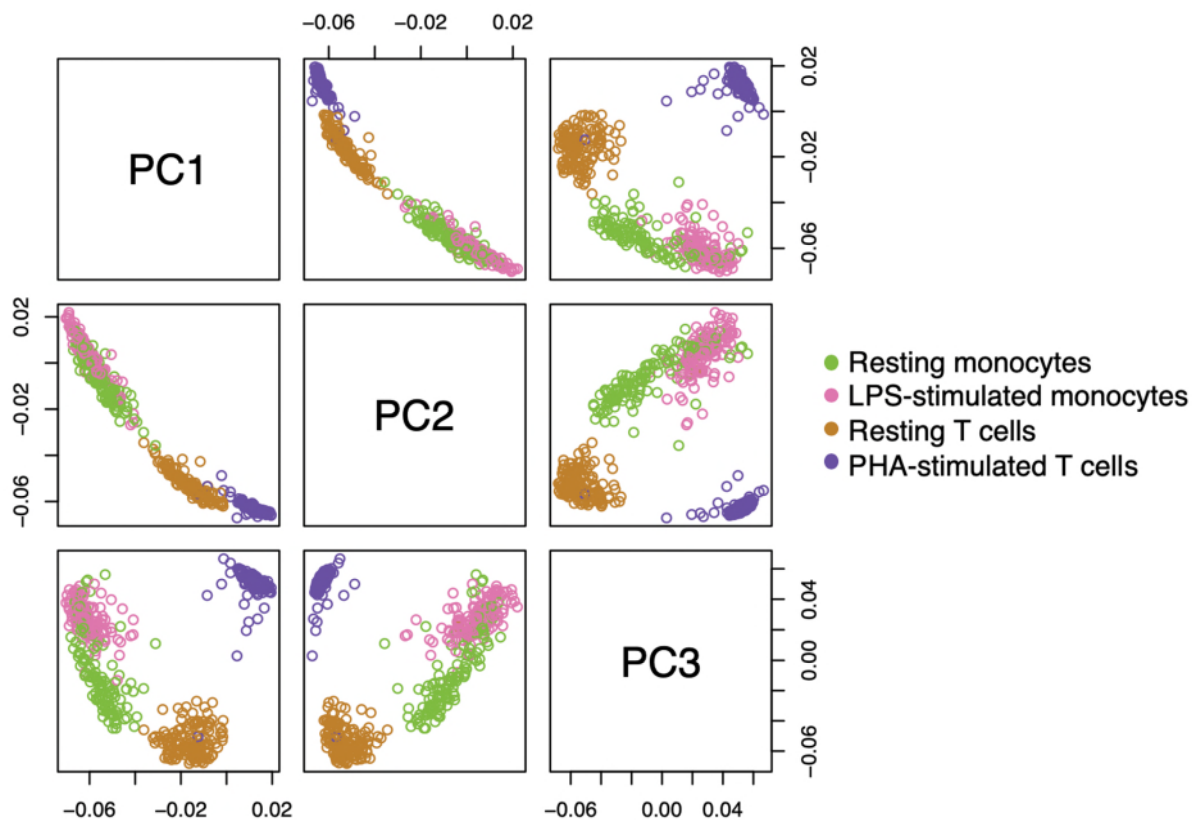 −0.06 −0.02 0.02
PC1
0.02
−0.02
−0.06
0.02
−0.02
−0.06
PC2
Resting monocytes
LPS-stimulated monocytes
Resting T cells
PHA-stimulated T cells
PC3
0.04
0.00
−0.06
−0.06 −0.02 0.02
−0.06 0.00 0.04